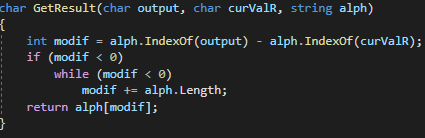 char GetResult(char output, char curValR, string alph)
{
int modif = alph.IndexOf(output) - alph.IndexOf(curValR);
if (modif < 0)
while (modif < 0)
modif += alph.Length;
return alph[modif];
}